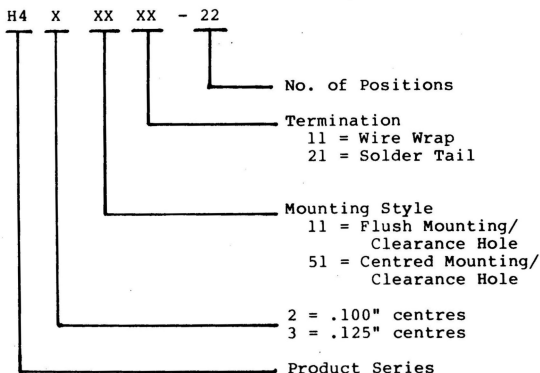 H4 X XX XX - 22
No. of Positions
Termination
11 = Wire Wrap
21 = Solder Tail
Mounting Style
11 = Flush Mounting/
Clearance Hole
51 = Centred Mounting/
Clearance Hole
2 = .100" centres
3 = .125" centres
Product Series